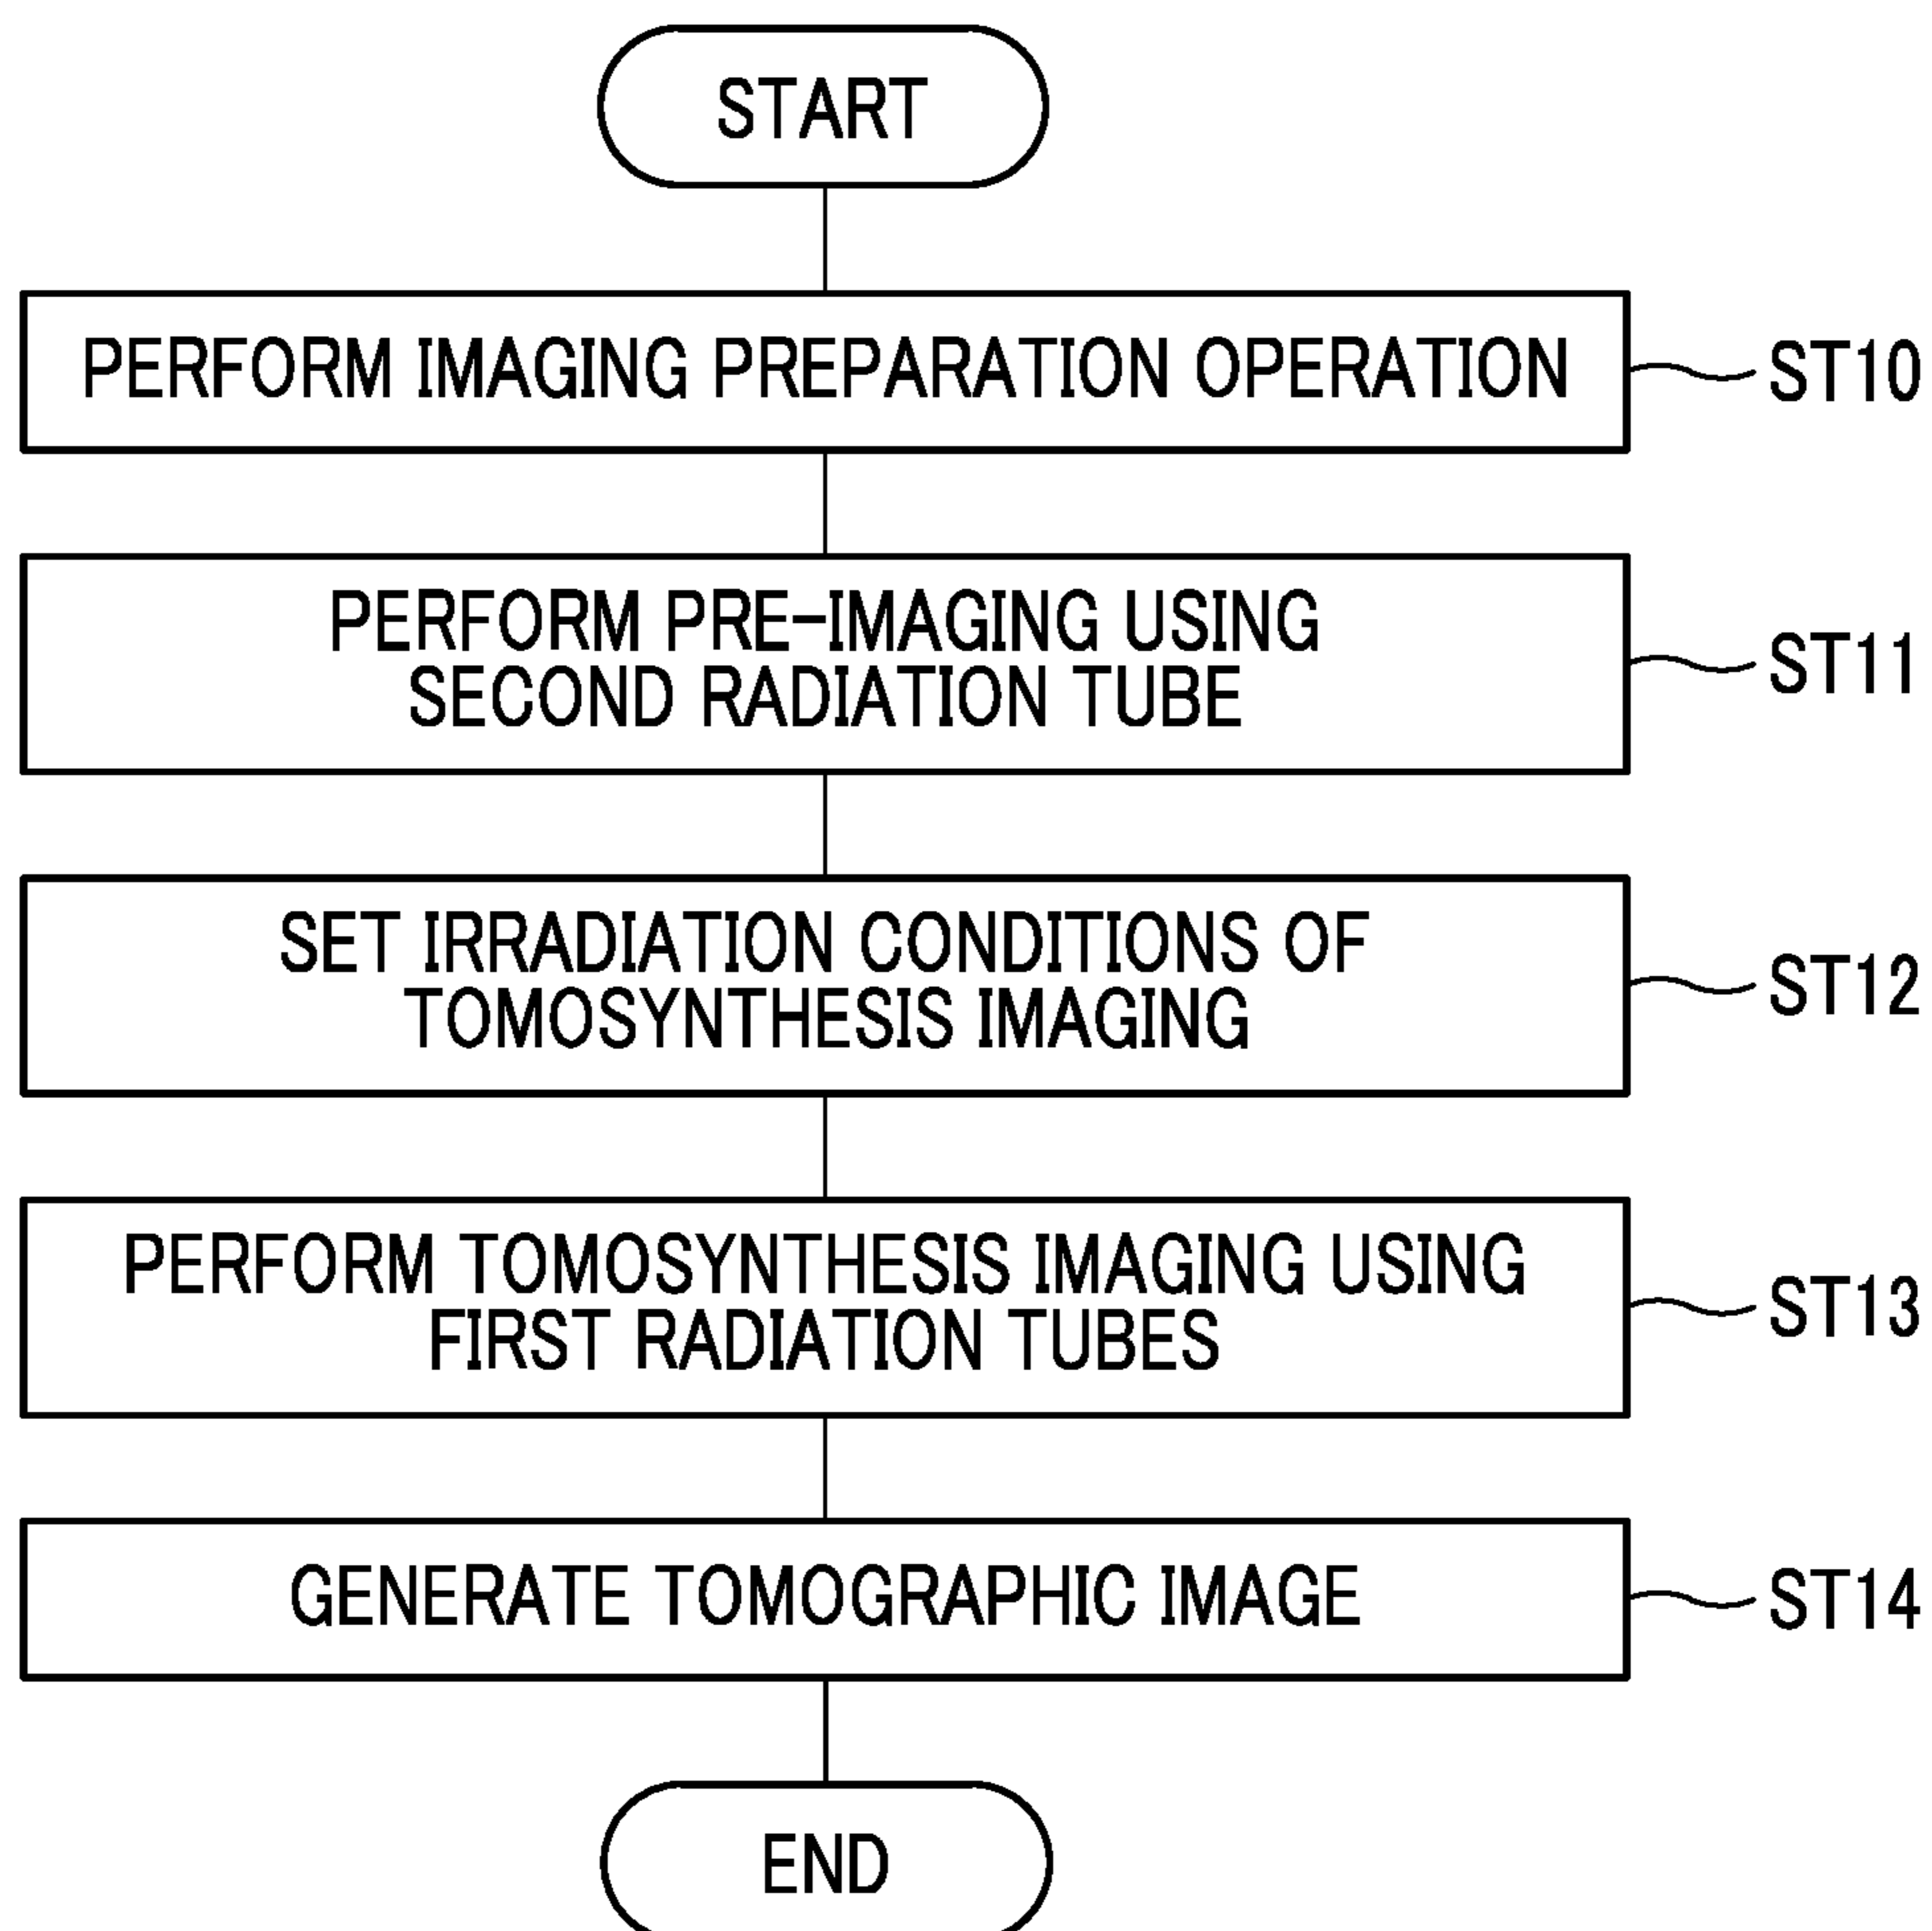 START
PERFORM IMAGING PREPARATION OPERATION
ST10
PERFORM PRE-IMAGING USING
SECOND RADIATION TUBE
ST11
SET IRRADIATION CONDITIONS OF
TOMOSYNTHESIS IMAGING
ST12
PERFORM TOMOSYNTHESIS IMAGING USING
FIRST RADIATION TUBES
ST13
GENERATE TOMOGRAPHIC IMAGE
ST14
END